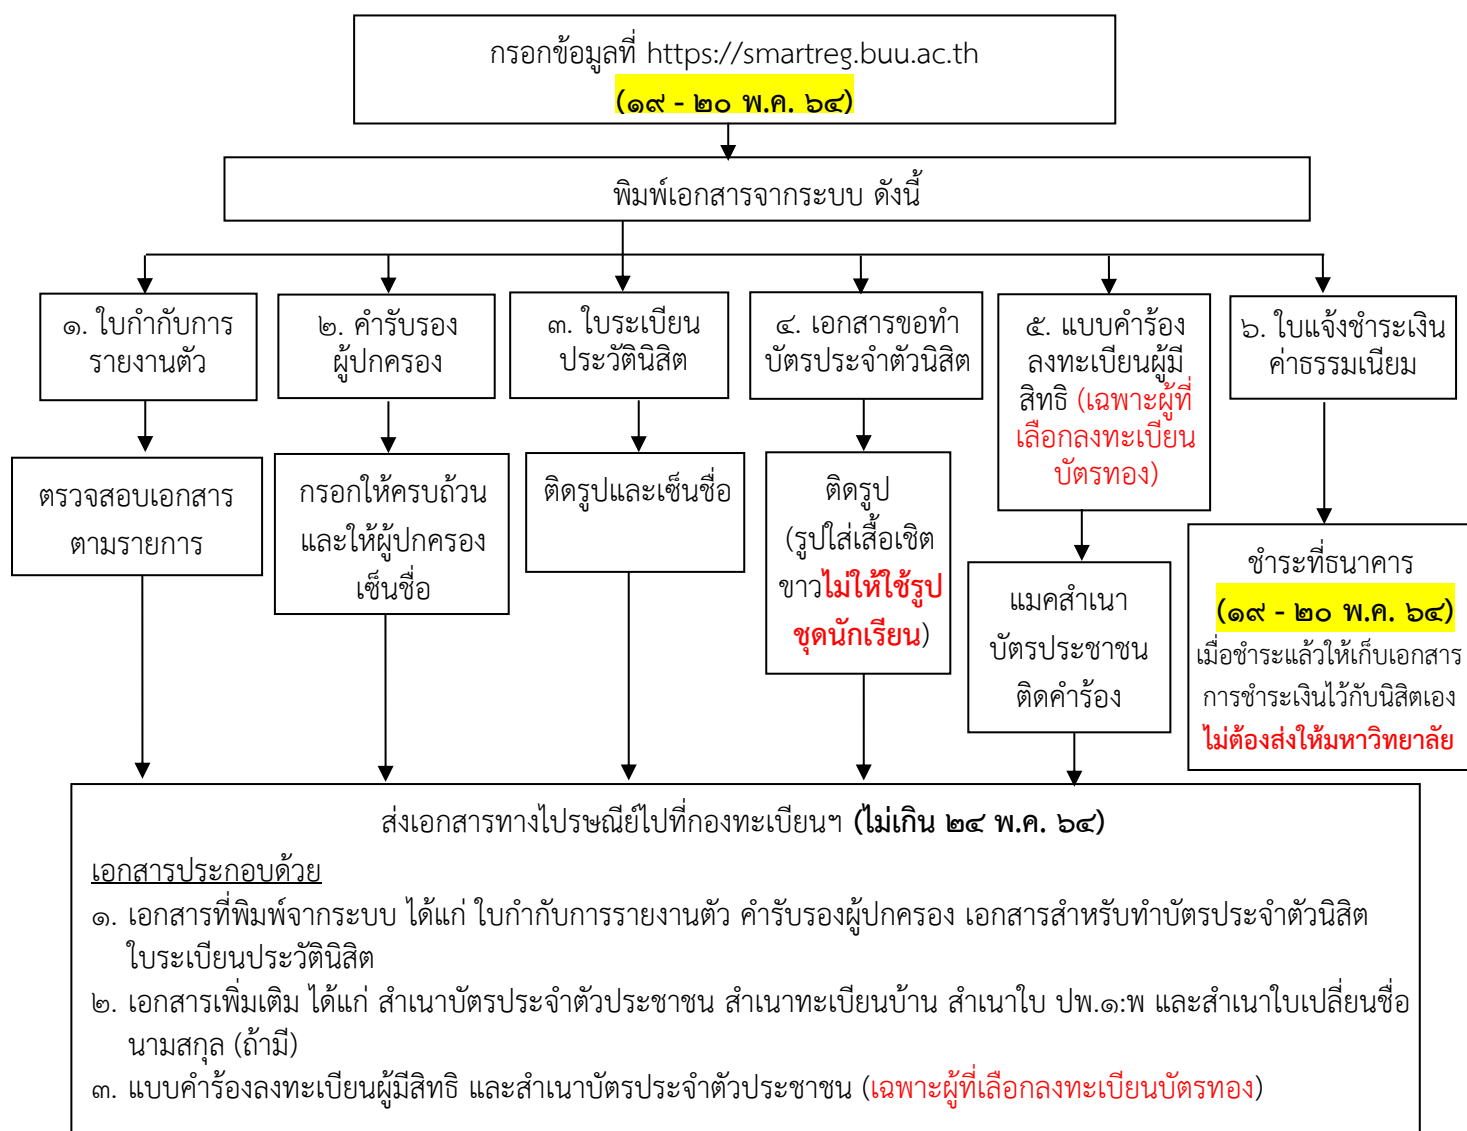 กรอกข้อมูลที่ https://smartreg.buu.ac.th
(๑๙ - ๒๐ พ.ค. ๖๔)
พิมพ์เอกสารจากระบบ ดังนี้
๑. ใบกำกับการ
รายงานตัว
๒. คำรับรอง
ผู้ปกครอง
๓. ใบระเบียน
ประวัตินิสิต
๔. เอกสารขอทำ
บัตรประจำตัวนิสิต
๕. แบบคำร้อง
ลงทะเบียนผู้มี
สิทธิ (เฉพาะผู้ที่
เลือกลงทะเบียน
บัตรทอง)
๖. ใบแจ้งชำระเงิน
ค่าธรรมเนียม
ตรวจสอบเอกสาร
ตามรายการ
กรอกให้ครบถ้วน
และให้ผู้ปกครอง
เซ็นชื่อ
ติดรูปและเซ็นชื่อ
ติดรูป
(รูปใส่เสื้อเชิต
ขาวไม่ให้ใช้รูป
ชุดนักเรียน)
แมคสำเนา
บัตรประชาชน
ติดคำร้อง
ชำระที่ธนาคาร
(๑๙ - ๒๐ พ.ค. ๖๔)
เมื่อชำระแล้วให้เก็บเอกสาร
การชำระเงินไว้กับนิสิตเอง
ไม่ต้องส่งให้มหาวิทยาลัย
ส่งเอกสารทางไปรษณีย์ไปที่กองทะเบียนฯ (ไม่เกิน ๒๔ พ.ค. ๖๔)
เอกสารประกอบด้วย
๑. เอกสารที่พิมพ์จากระบบ ได้แก่ ใบกำกับการรายงานตัว คำรับรองผู้ปกครอง เอกสารสำหรับทำบัตรประจำตัวนิสิต
ใบระเบียนประวัตินิสิต
๒. เอกสารเพิ่มเติม ได้แก่ สำเนาบัตรประจำตัวประชาชน สำเนาทะเบียนบ้าน สำเนาใบ ปพ.๑:พ และสำเนาใบเปลี่ยนชื่อ
นามสกุล (ถ้ามี)
๓. แบบคำร้องลงทะเบียนผู้มีสิทธิ และสำเนาบัตรประจำตัวประชาชน (เฉพาะผู้ที่เลือกลงทะเบียนบัตรทอง)